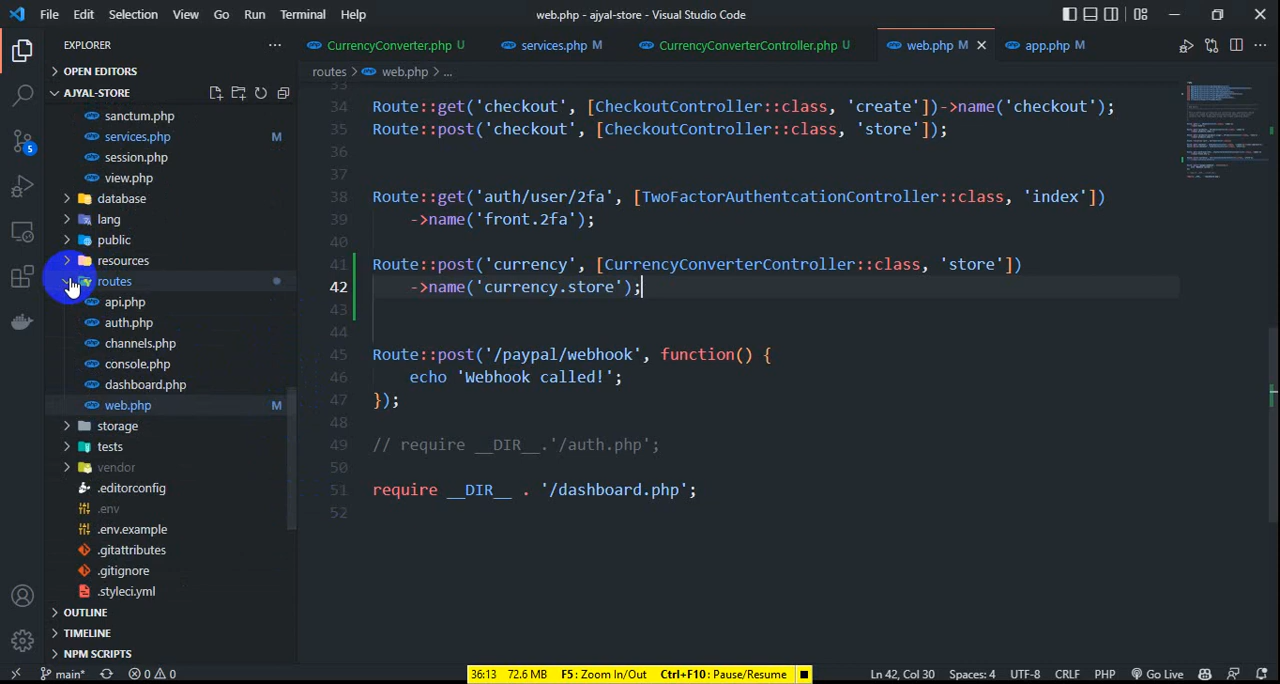 File Edit Selection View Go Run Terminal Help
web.php - ajyal-store - Visual Studio Code
EXPLORER
CurrencyConverter.php U
services.php M
CurrencyConverterController.php U
web.php M
app.php M
OPEN EDITORS
routes > web.php > ...
AJYAL-STORE
sanctum.php
services.php M
session.php
view.php
database
lang
public
resources
routes
api.php
auth.php
channels.php
console.php
dashboard.php
web.php M
storage
tests
vendor
.editorconfig
.env
.env.example
.gitattributes
.gitignore
.styleci.yml
OUTLINE
TIMELINE
NPM SCRIPTS
33
34 Route::get('checkout', [CheckoutController::class, 'create'])->name('checkout');
35 Route::post('checkout', [CheckoutController::class, 'store']);
36
37
38 Route::get('auth/user/2fa', [TwoFactorAuthentcationController::class, 'index'])
39 ->name('front.2fa');
40
41 Route::post('currency', [CurrencyConverterController::class, 'store'])
42 ->name('currency.store');
43
44
45 Route::post('/paypal/webhook', function() {
46 echo 'Webhook called!';
47 });
48
49 // require __DIR__.'/auth.php';
50
51 require __DIR__ . '/dashboard.php';
52
5
main* 0 0
36:13 72.6 MB F5: Zoom In/Out Ctrl+F10: Pause/Resume
Ln 42, Col 30 Spaces: 4 UTF-8 CRLF PHP Go Live